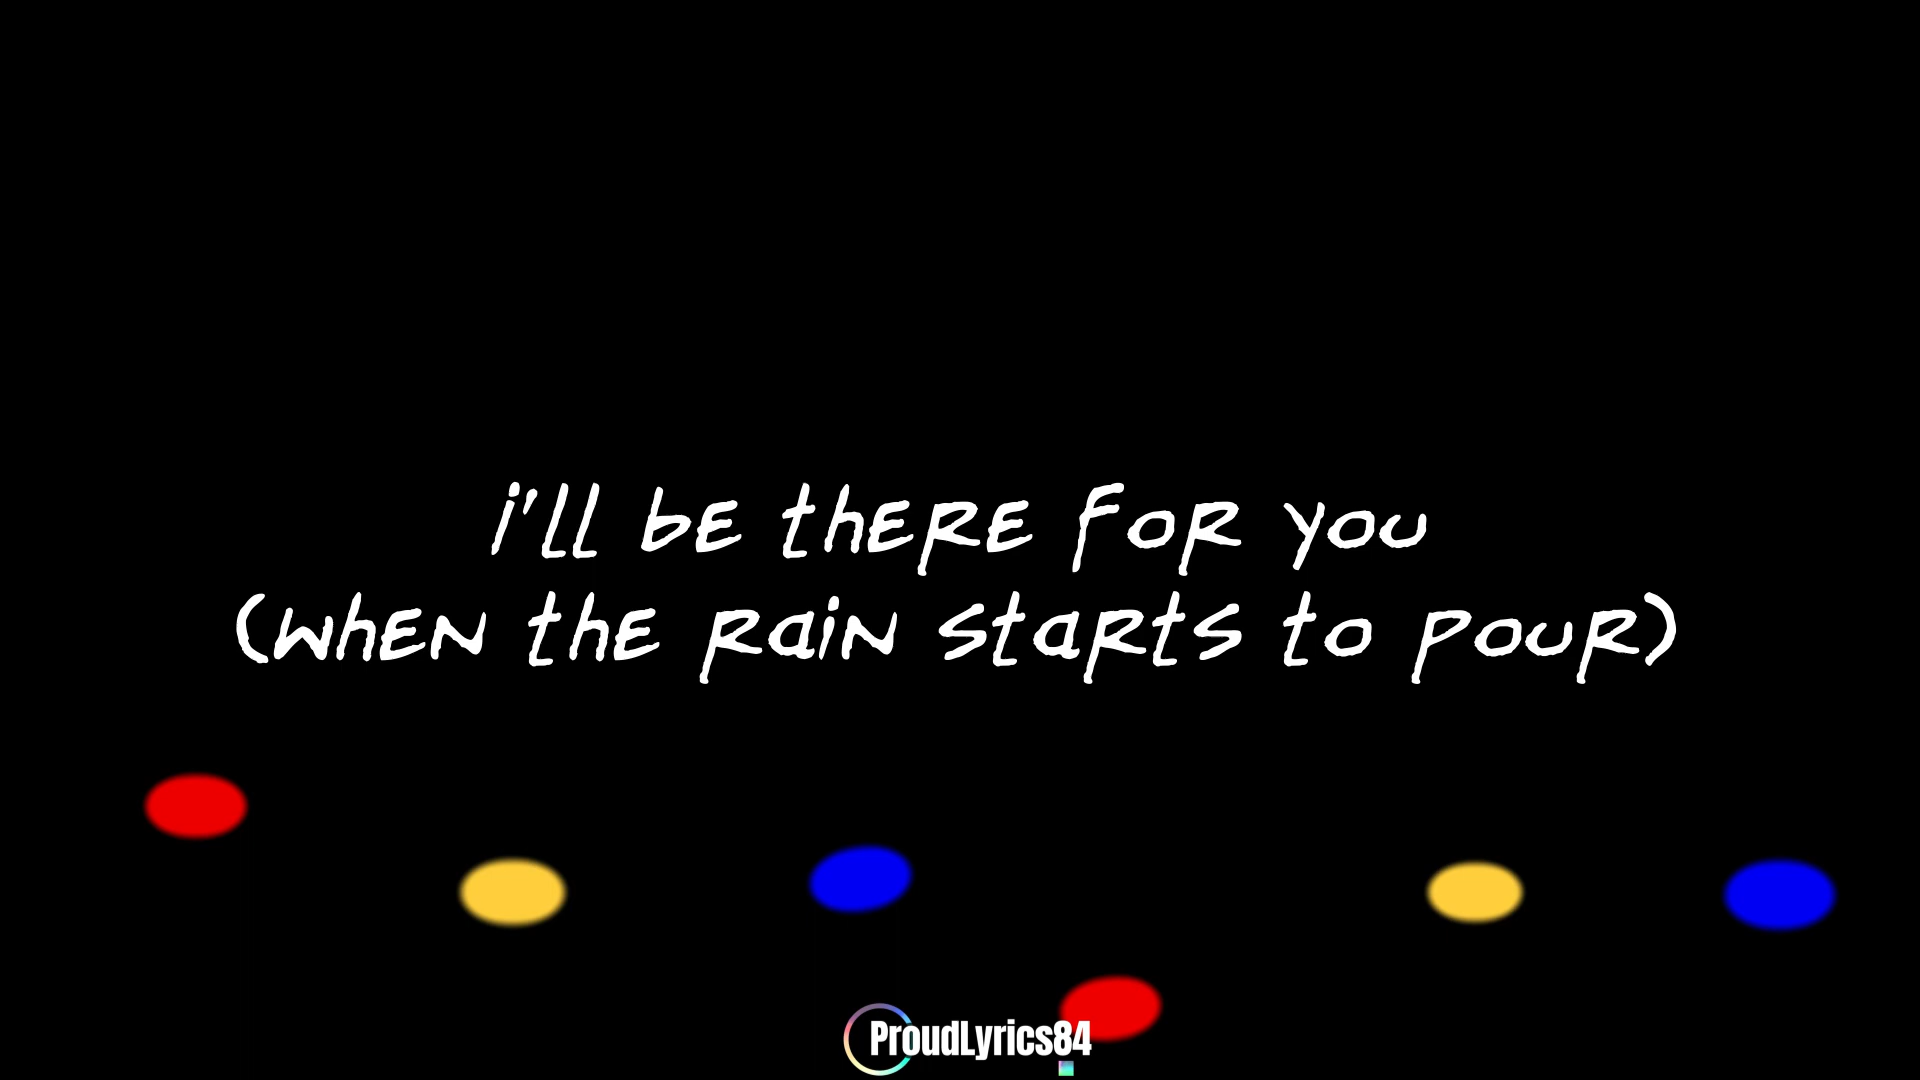 i'll be there for you
(when the rain starts to pour)
ProudLyrics84